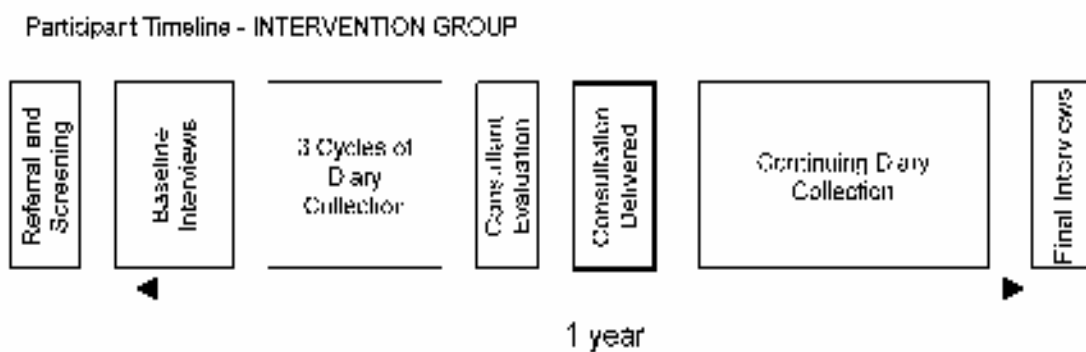 Participant Timeline - INTERVENTION GROUP
Referral and
Screening
Baseline
Interviews
3 Cycles of
Diary
Collection
Consultant
Evaluation
Consultation
Delivered
Continuing Diary
Collection
Final Interviews
1 year